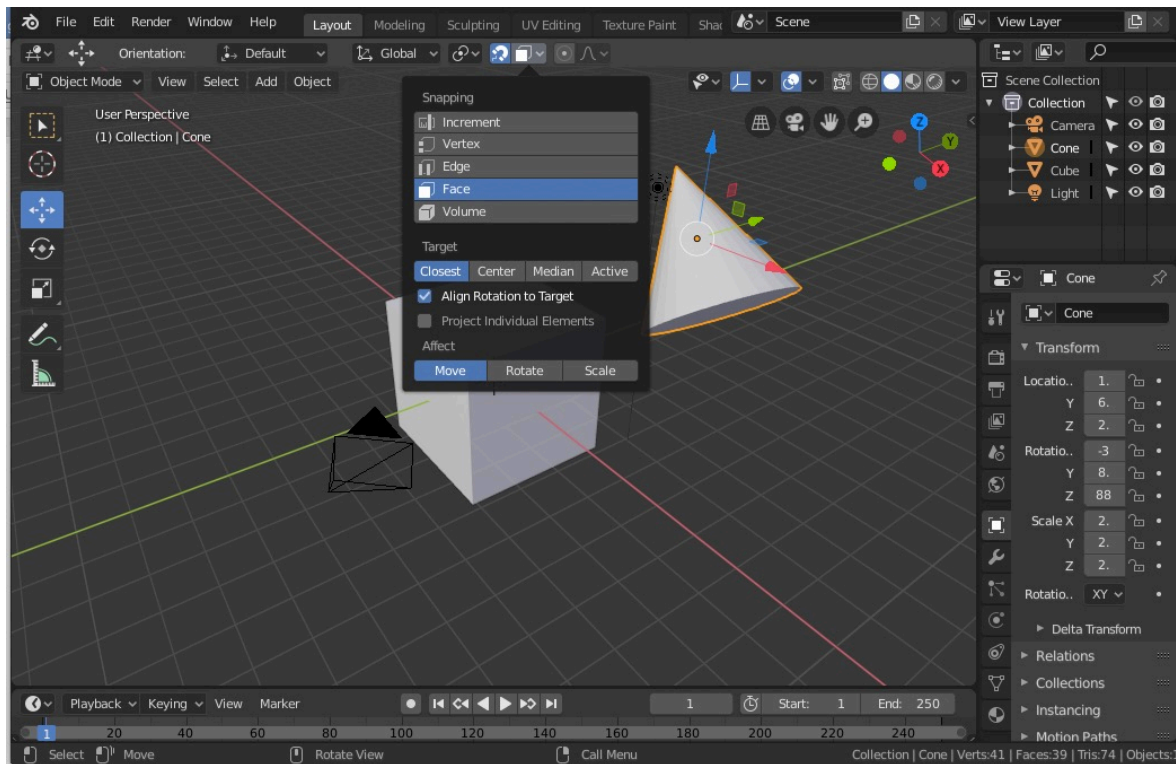 File Edit Render Window Help Layout Modeling Sculpting UV Editing Texture Paint Shac Scene View Layer
Orientation: Default Global
Object Mode View Select Add Object
User Perspective
(1) Collection | Cone
Snapping
Increment
Vertex
Edge
Face
Volume
Target
Closest Center Median Active
Align Rotation to Target
Project Individual Elements
Affect
Move Rotate Scale
Z
Y
X
Scene Collection
Collection
Camera
Cone
Cube
Light
Cone
Cone
Transform
Locatio.. 1.
Y 6.
Z 2.
Rotatio.. -3
Y 8.
Z 88
Scale X 2.
Y 2.
Z 2.
Rotatio.. XY
Delta Transform
Relations
Collections
Instancing
Motion Paths
Playback Keying View Marker 1 Start: 1 End: 250
1 20 40 60 80 100 120 140 160 180 200 220 240
Select Move Rotate View Call Menu Collection | Cone | Verts:41 | Faces:39 | Tris:74 | Objects: